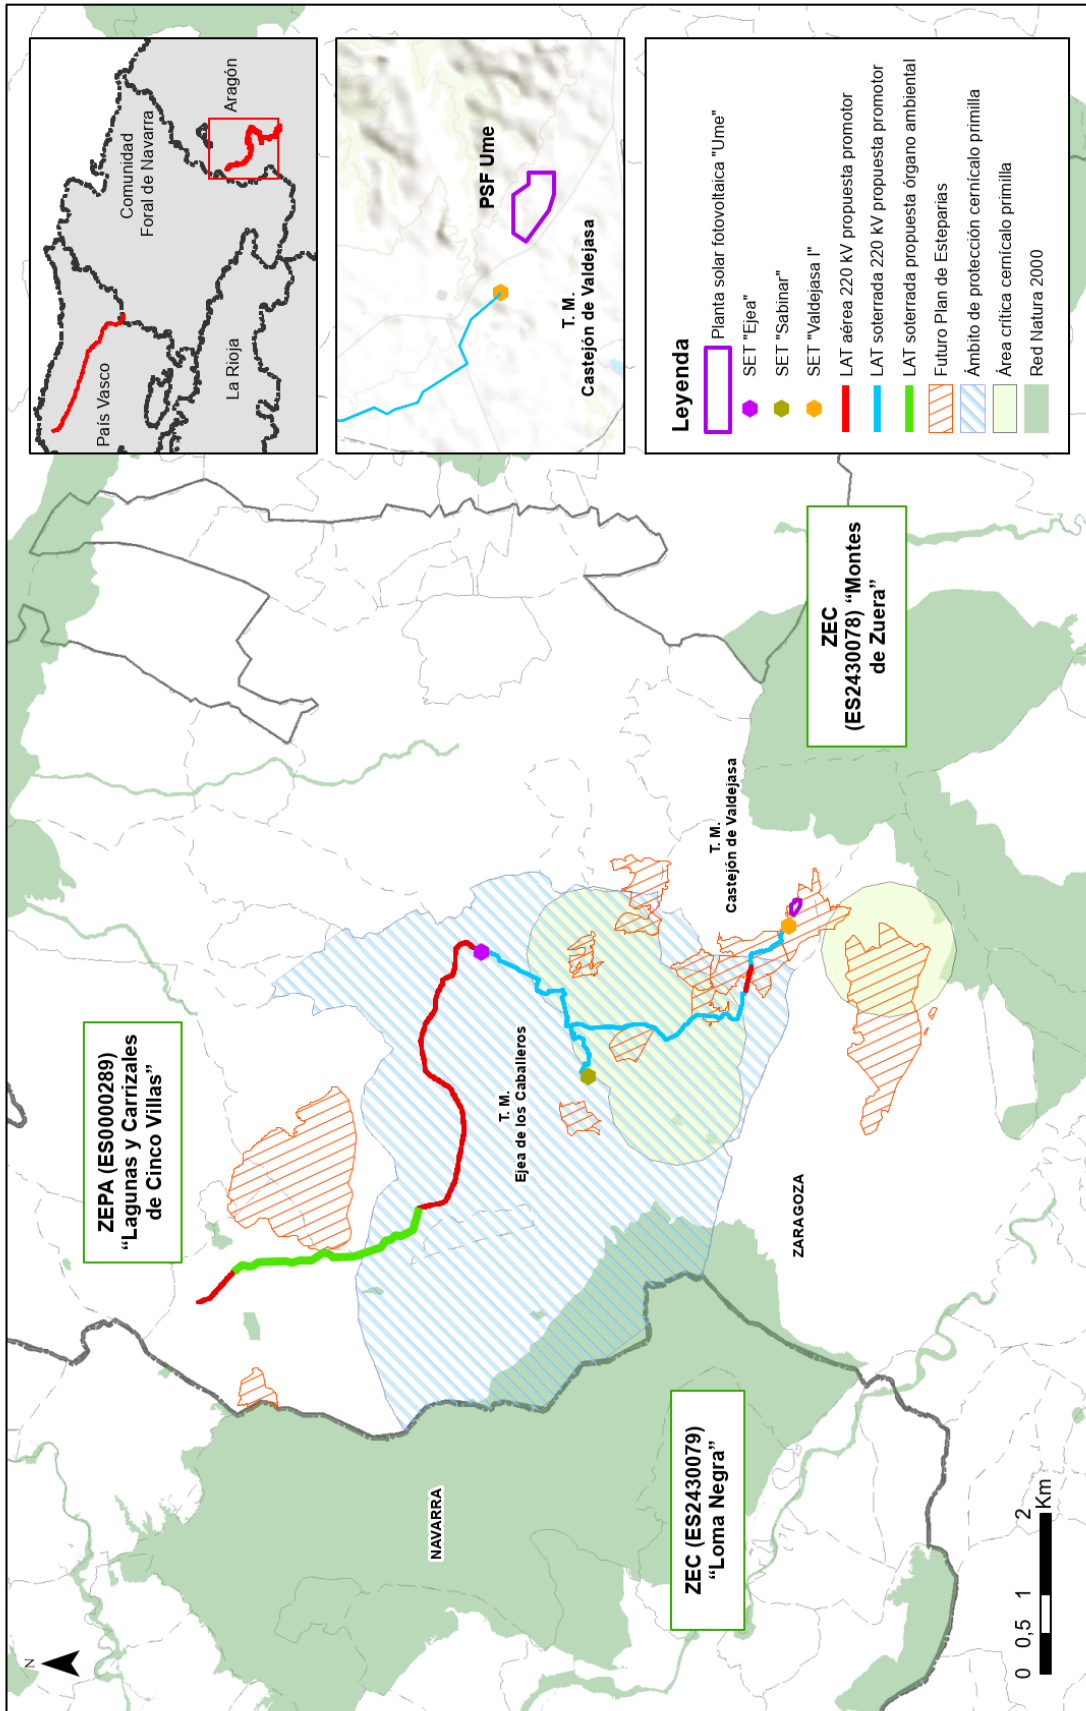 N
País Vasco
Comunidad
Foral de Navarra
La Rioja
Aragón
PSF Ume
T. M.
Castejón de Valdejasa
Leyenda
Planta solar fotovoltaica "Ume"
SET "Ejea"
SET "Sabinar"
SET "Valdejasa I"
LAT aérea 220 kV propuesta promotor
LAT soterrada 220 kV propuesta promotor
LAT soterrada propuesta órgano ambiental
Futuro Plan de Esteparias
Ámbito de protección cernícalo primilla
Área crítica cernícalo primilla
Red Natura 2000
ZEPA (ES0000289)
“Lagunas y Carrizales
de Cinco Villas”
NAVARRA
T. M.
Ejea de los Caballeros
T. M.
Castejón de Valdejasa
ZEC (ES2430079)
“Loma Negra”
ZARAGOZA
ZEC
(ES2430078) “Montes
de Zuera”
0 0,5 1 2
Km